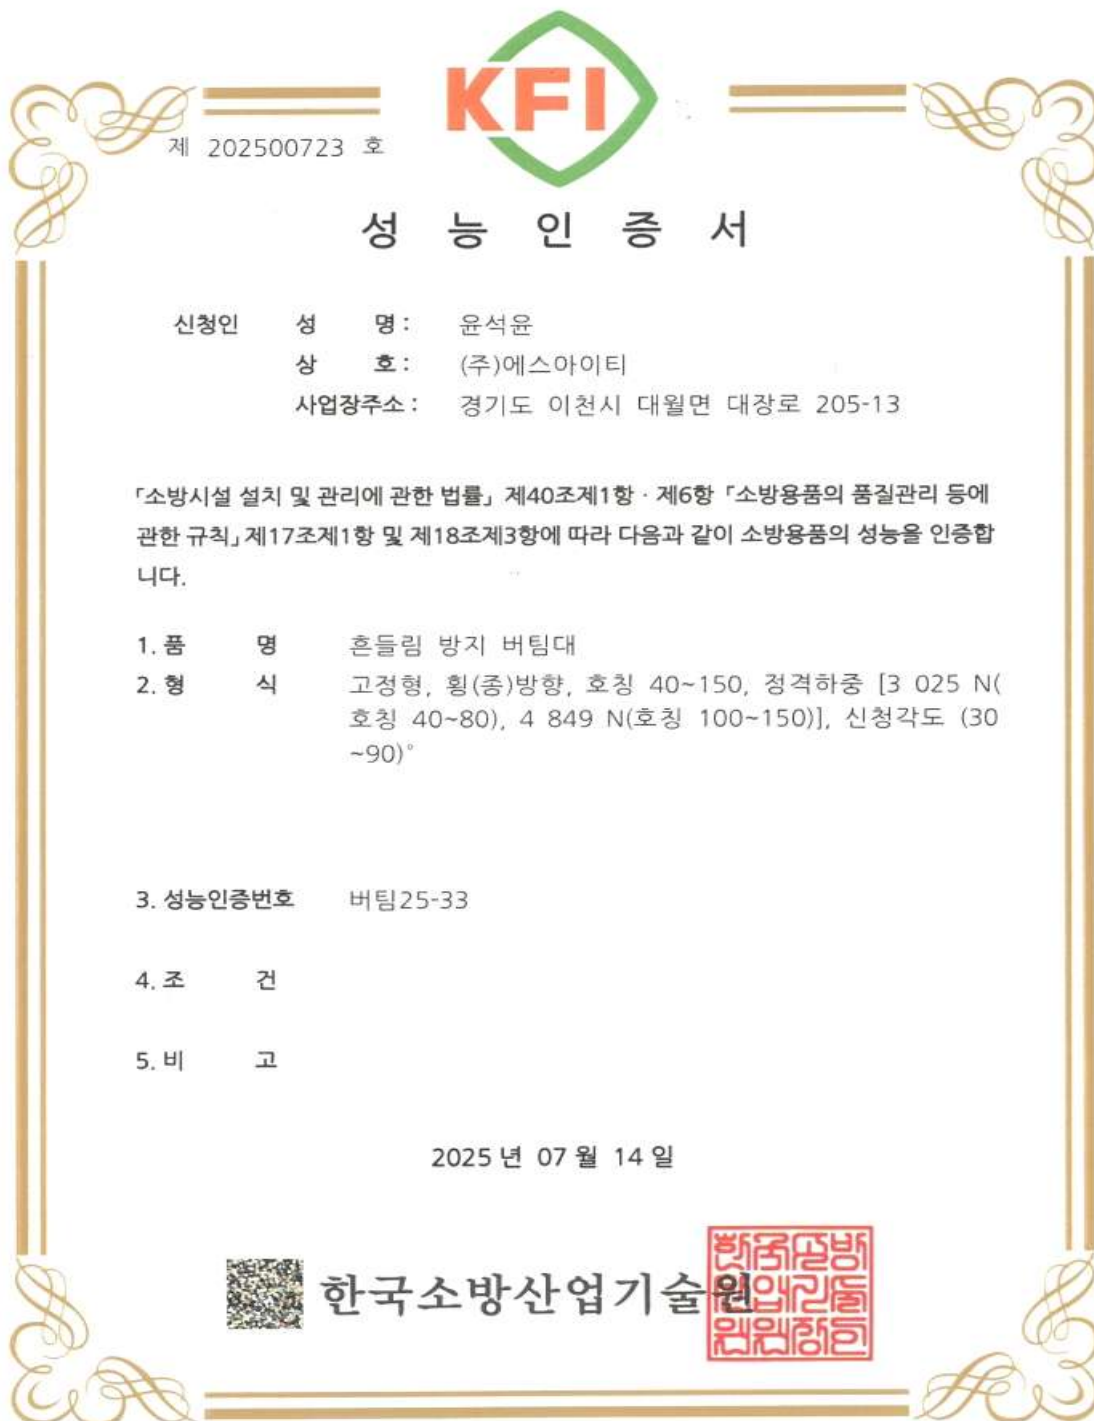 KFI
제 202500723 호
성 능 인 증 서
신청인 성 명 : 윤석윤
상 호 : (주)에스아이티
사업장주소 : 경기도 이천시 대월면 대장로 205-13
「소방시설 설치 및 관리에 관한 법률」 제40조제1항 · 제6항 「소방용품의 품질관리 등에
관한 규칙」 제17조제1항 및 제18조제3항에 따라 다음과 같이 소방용품의 성능을 인증합
니다.
1. 품 명 흔들림 방지 버팀대
2. 형 식 고정형, 횡(종)방향, 호칭 40~150, 정격하중 [3 025 N(
호칭 40~80), 4 849 N(호칭 100~150)], 신청각도 (30
~90)°
3. 성능인증번호 버팀25-33
4. 조 건
5. 비 고
2025 년 07 월 14 일
한국소방산업기술원